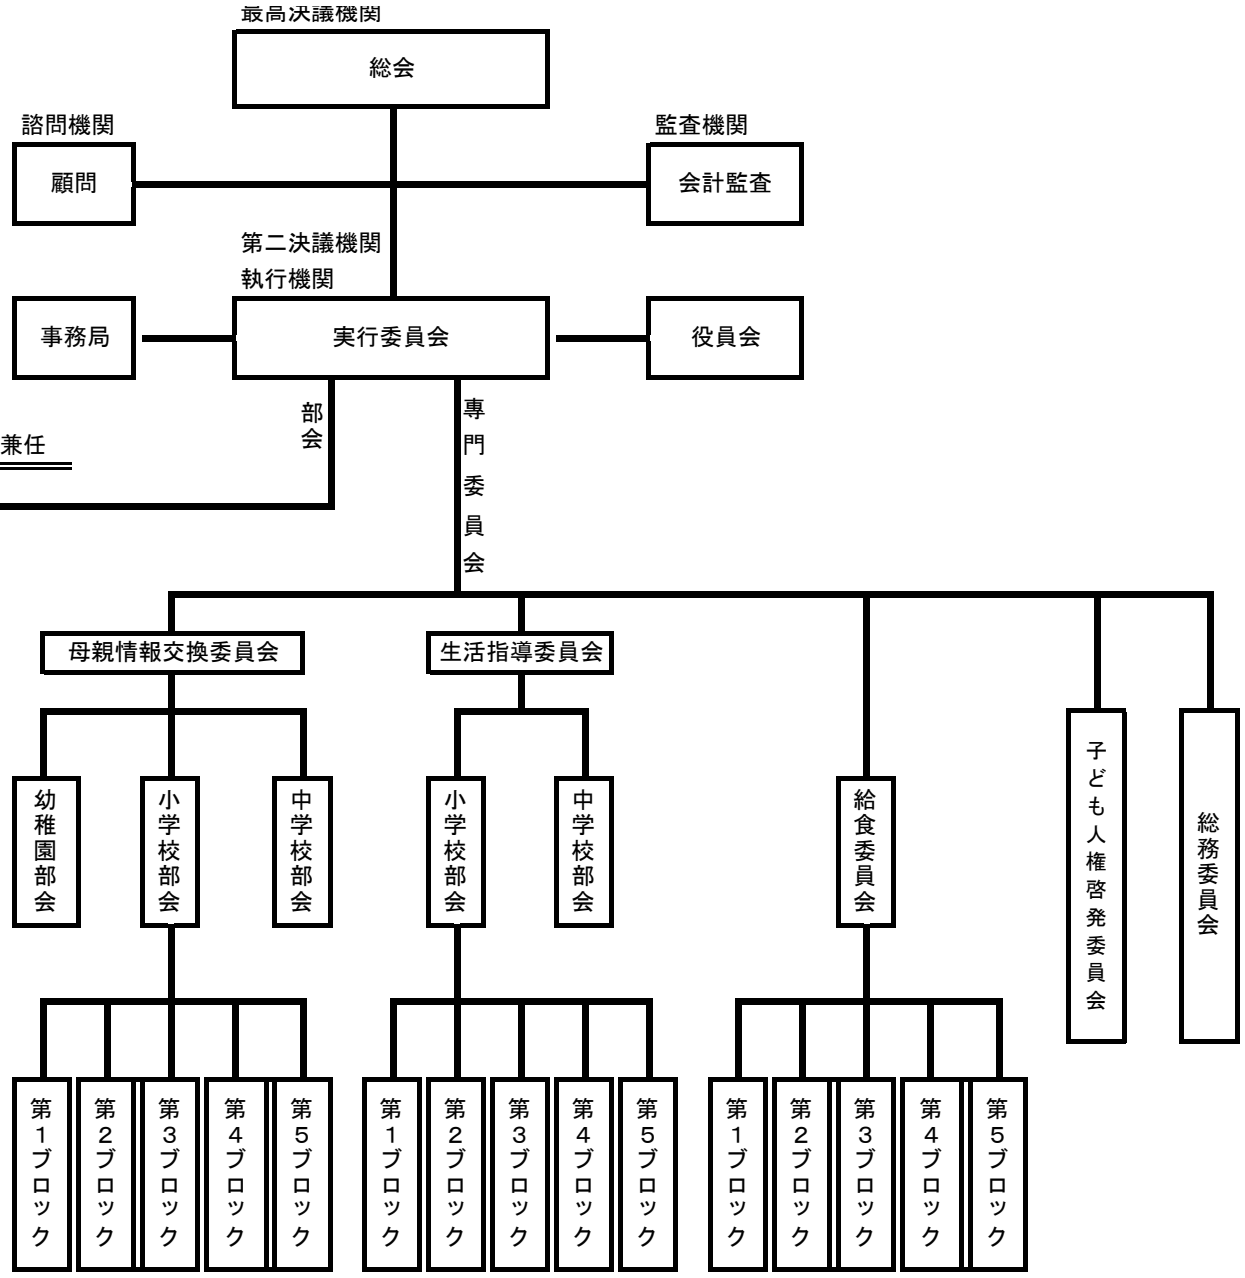 最高決議機関
総会
諮問機関
監査機関
顧問
会計監査
第二決議機関
執行機関
事務局
実行委員会
役員会
部会
専門委員会
兼任
母親情報交換委員会
生活指導委員会
幼稚園部会
小学校部会
中学校部会
小学校部会
中学校部会
給食委員会
子ども人権啓発委員会
総務委員会
第1ブロック
第2ブロック
第3ブロック
第4ブロック
第5ブロック
第1ブロック
第2ブロック
第3ブロック
第4ブロック
第5ブロック
第1ブロック
第2ブロック
第3ブロック
第4ブロック
第5ブロック